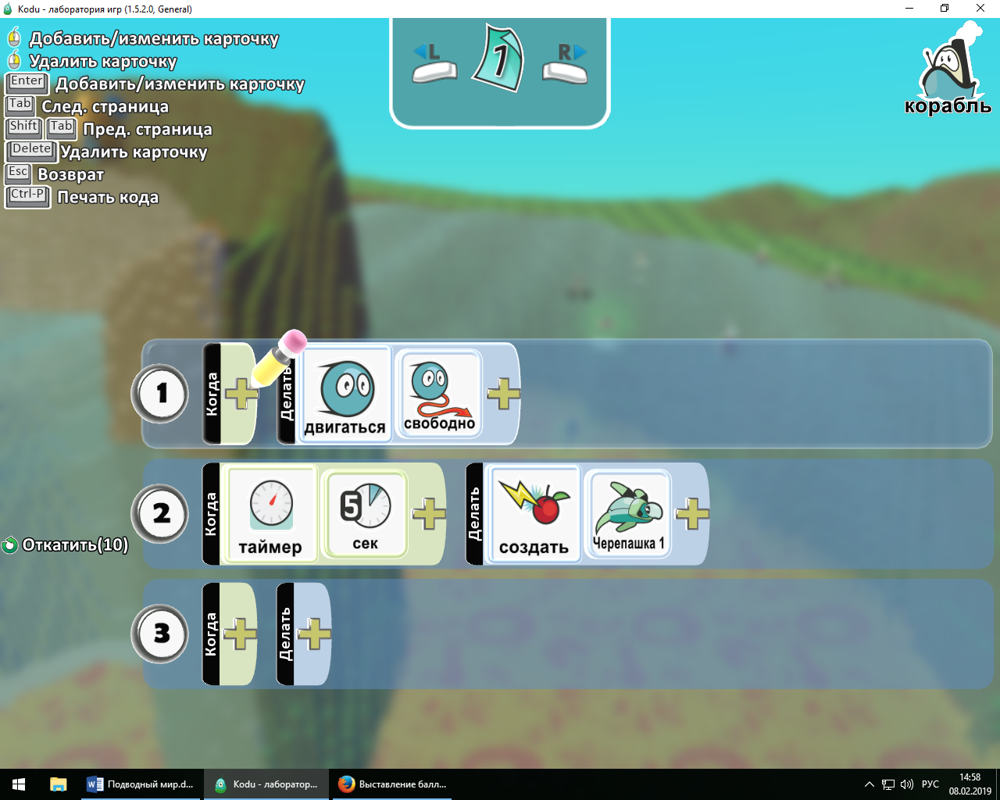 Kodu - лаборатория игр (1.5.2.0, General)
Добавить/изменить карточку
Удалить карточку
Enter Добавить/изменить карточку
Tab След. страница
Shift Tab Пред. страница
Delete Удалить карточку
Esc Возврат
Ctrl-P Печать кода
L 1 R
корабль
1 Когда Делать двигаться свободно
2 Когда таймер 5 сек Делать создать Черепашка 1
Откатить(10)
3 Когда Делать
Подводный мир.d... Kodu - лаборатор... Выставление балл... РУС 14:58
08.02.2019